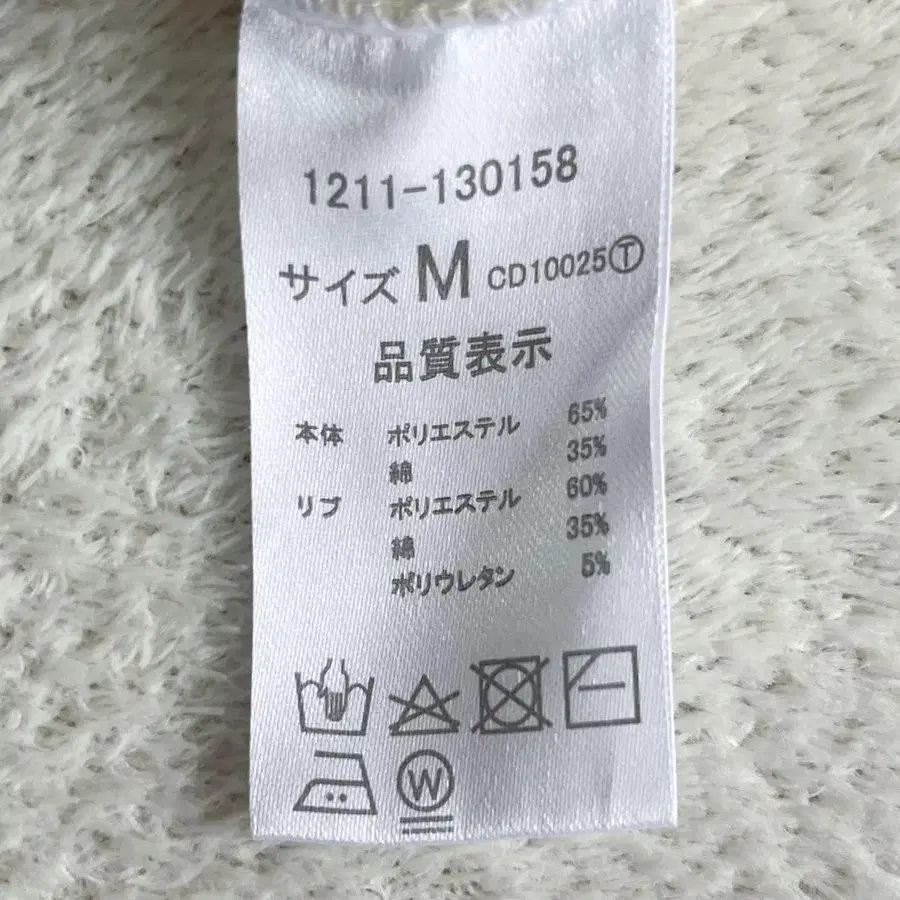 1211-130158
サイズ M CD10025Ⓣ
品質表示
本体 ポリエステル 65%
綿 35%
リブ ポリエステル 60%
綿 35%
ポリウレタン 5%
W